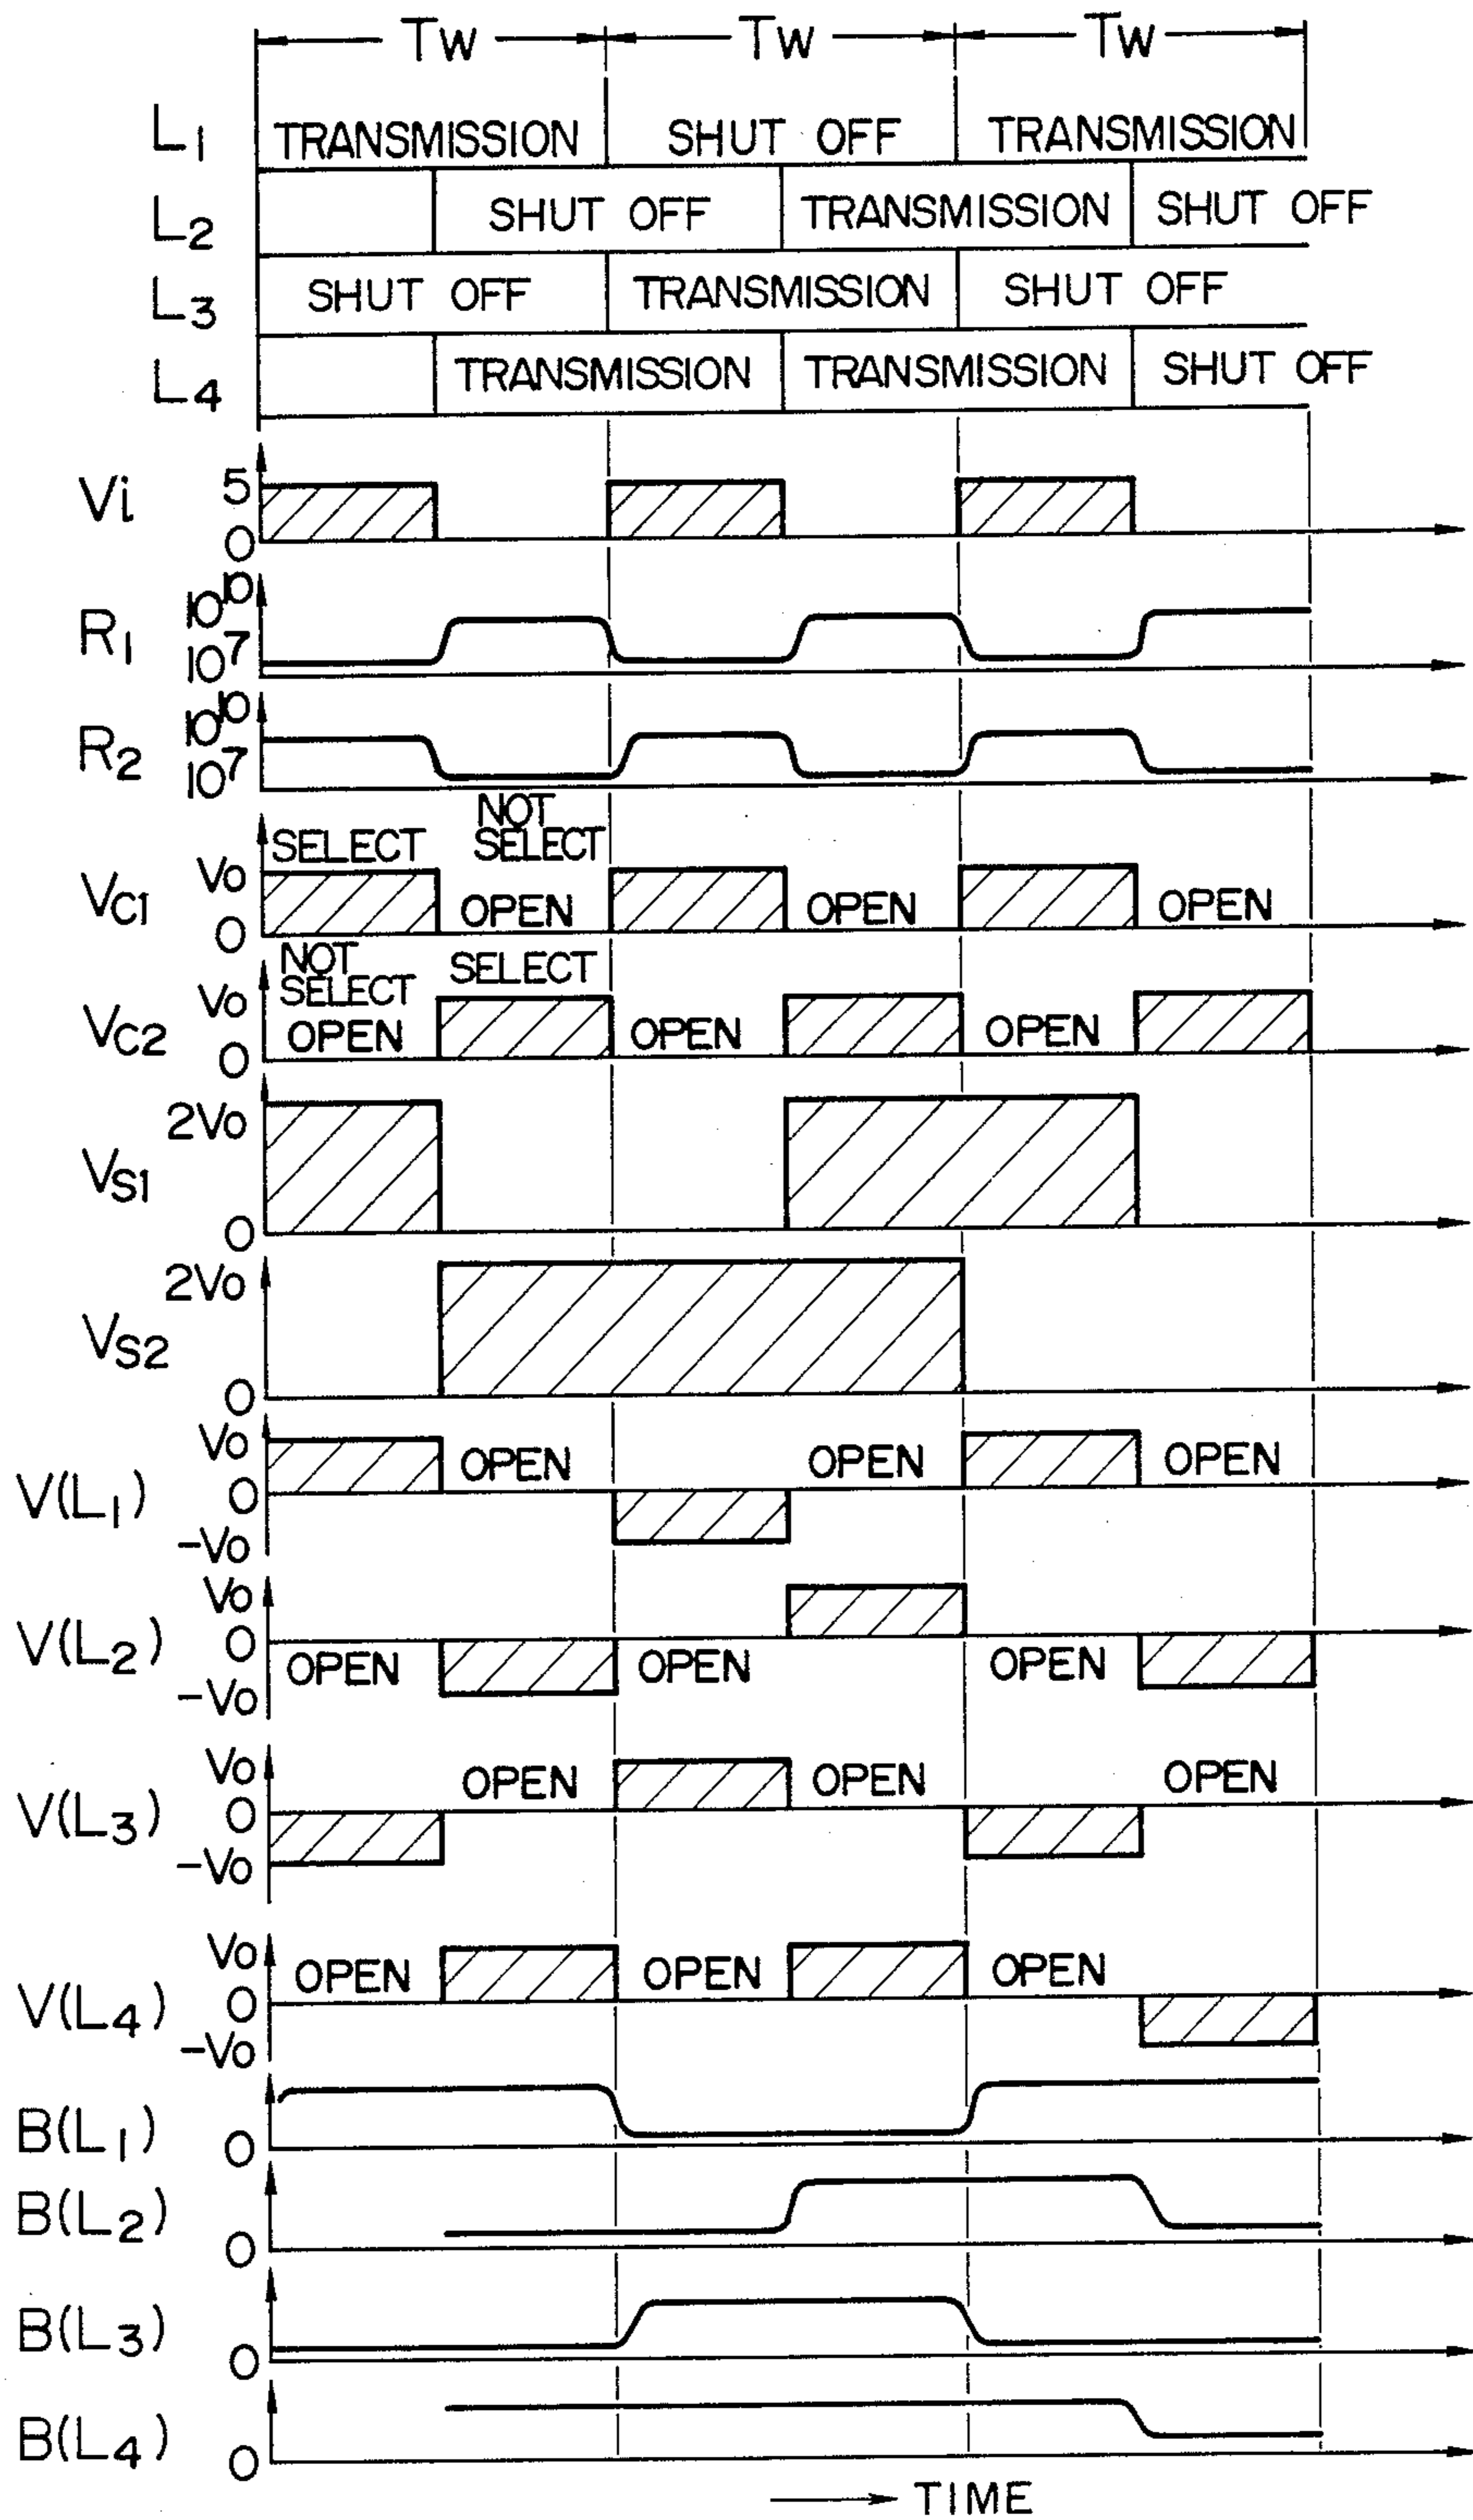 Tw Tw Tw
L1 TRANSMISSION SHUT OFF TRANSMISSION
L2 SHUT OFF TRANSMISSION SHUT OFF
L3 SHUT OFF TRANSMISSION SHUT OFF
L4 TRANSMISSION TRANSMISSION SHUT OFF
Vi 5
0
R1 10^10
10^7
R2 10^10
10^7
SELECT NOT SELECT
VC1 Vo
0 OPEN OPEN OPEN
NOT SELECT SELECT
VC2 Vo
0 OPEN OPEN OPEN
VS1 2Vo
0
VS2 2Vo
0
V(L1) Vo
0
-Vo
OPEN OPEN OPEN
V(L2) Vo
0
-Vo
OPEN OPEN OPEN
V(L3) Vo
0
-Vo
OPEN OPEN OPEN
V(L4) Vo
0
-Vo
OPEN OPEN OPEN
B(L1) 0
B(L2) 0
B(L3) 0
B(L4) 0
TIME